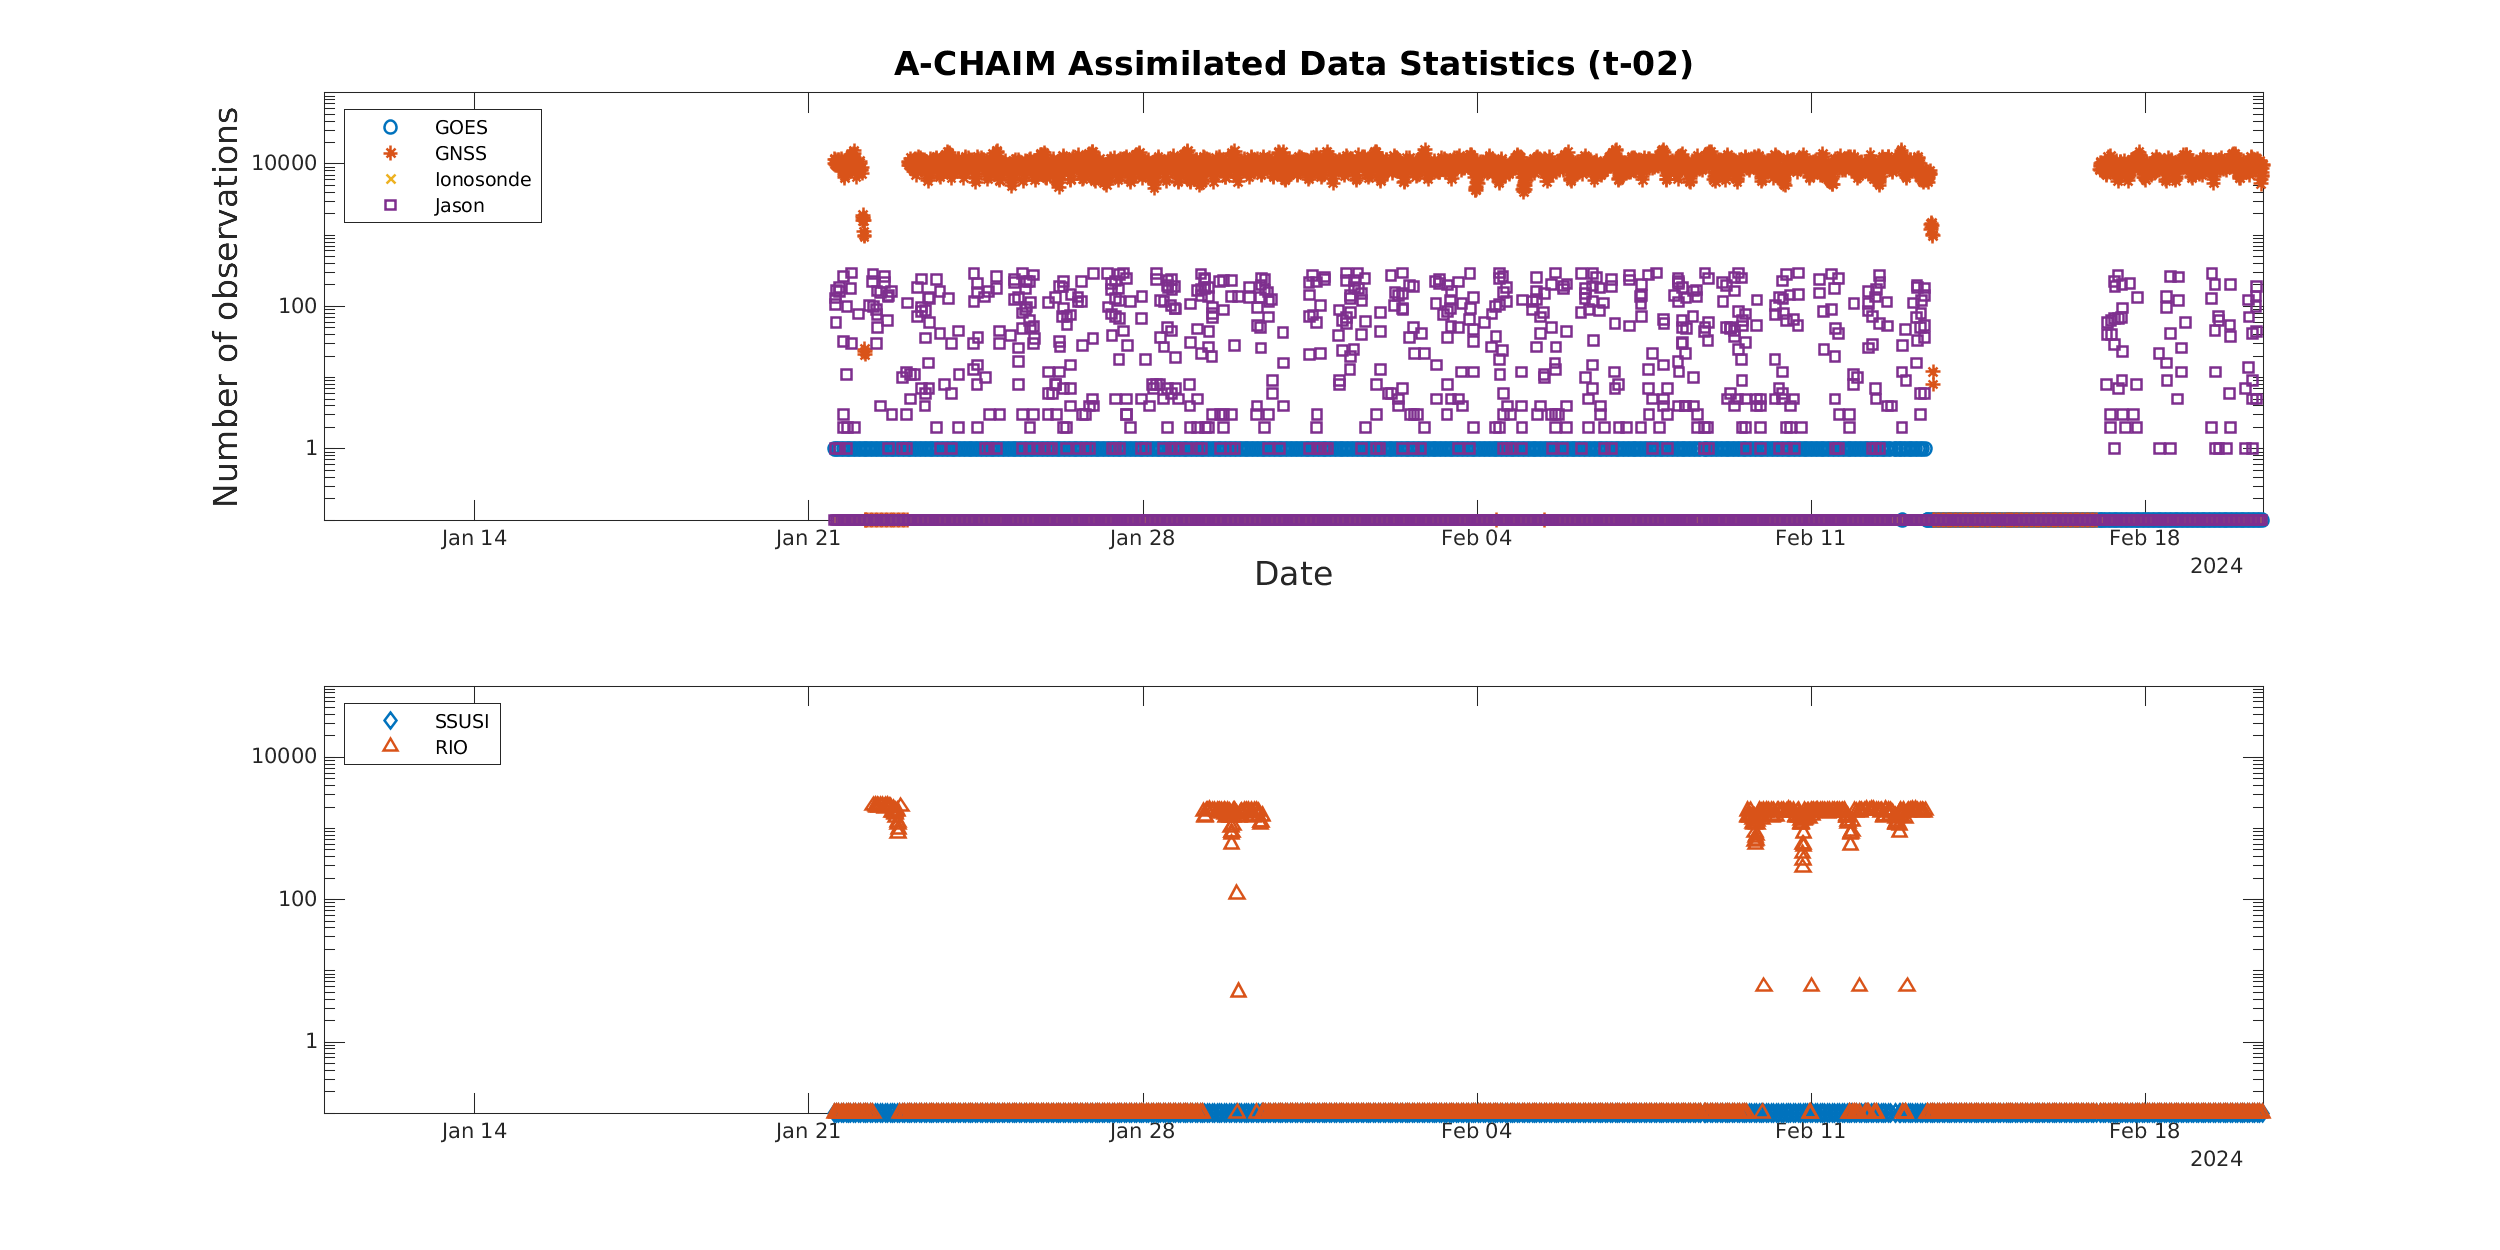 A-CHAIM Assimilated Data Statistics (t-02)
Number of observations
10000
100
1
GOES
GNSS
Ionosonde
Jason
Jan 14
Jan 21
Jan 28
Feb 04
Feb 11
Feb 18
2024
Date
10000
100
1
SSUSI
RIO
Jan 14
Jan 21
Jan 28
Feb 04
Feb 11
Feb 18
2024